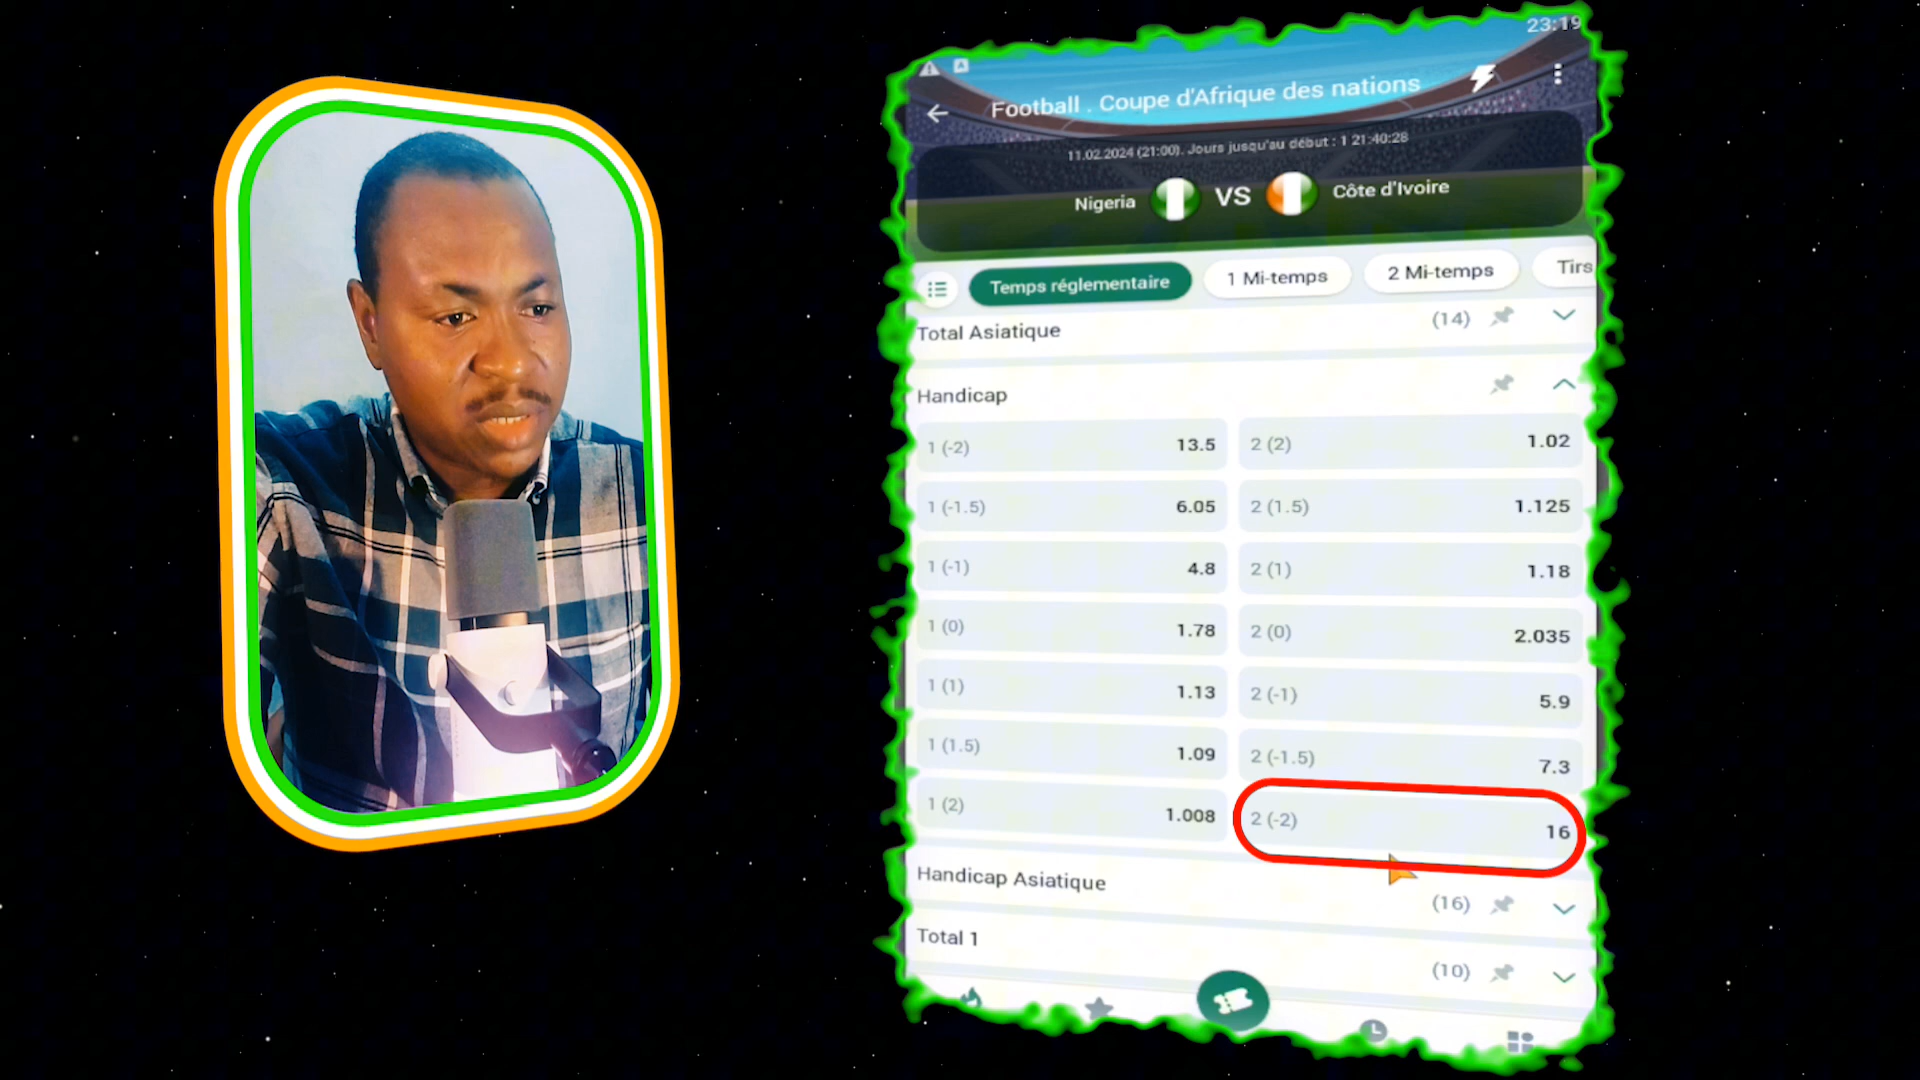 23:19
Football . Coupe d'Afrique des nations
11.02.2024 (21:00). Jours jusqu'au début : 1 21:40:28
Nigeria VS Côte d'Ivoire
Temps réglementaire 1 Mi-temps 2 Mi-temps Tirs
Total Asiatique (14)
Handicap
1 (-2) 13.5 2 (2) 1.02
1 (-1.5) 6.05 2 (1.5) 1.125
1 (-1) 4.8 2 (1) 1.18
1 (0) 1.78 2 (0) 2.035
1 (1) 1.13 2 (-1) 5.9
1 (1.5) 1.09 2 (-1.5) 7.3
1 (2) 1.008 2 (-2) 16
Handicap Asiatique (16)
Total 1 (10)